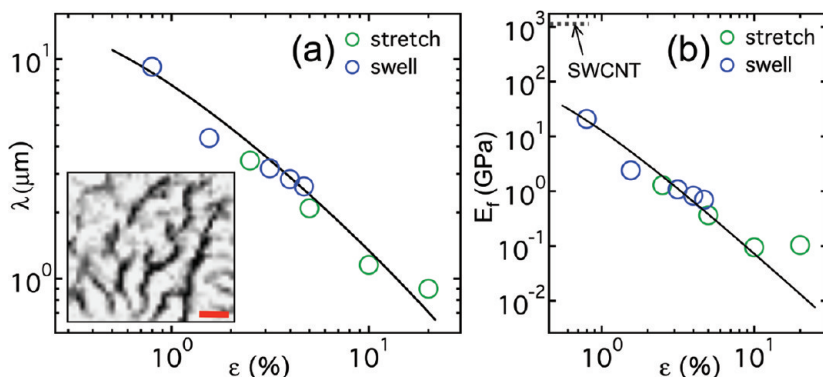 (a)
stretch
swell
λ(μm)
10¹
10⁰
10⁰
10¹
ε (%)
(b)
stretch
swell
SWCNT
E_f (GPa)
10³
10²
10¹
10⁰
10⁻¹
10⁻²
10⁰
10¹
ε (%)